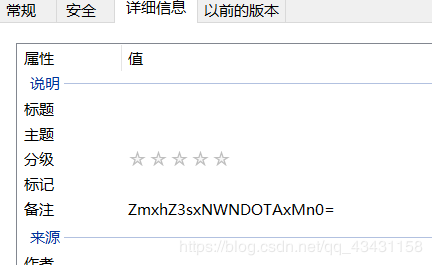 常规 安全 详细信息 以前的版本
属性 值
说明
标题
主题
分级 ☆☆☆☆☆
标记
备注 ZmxhZ3sxNWNDOTAxMn0=
来源
https://blog.csdn.net/qq_43431158
作者